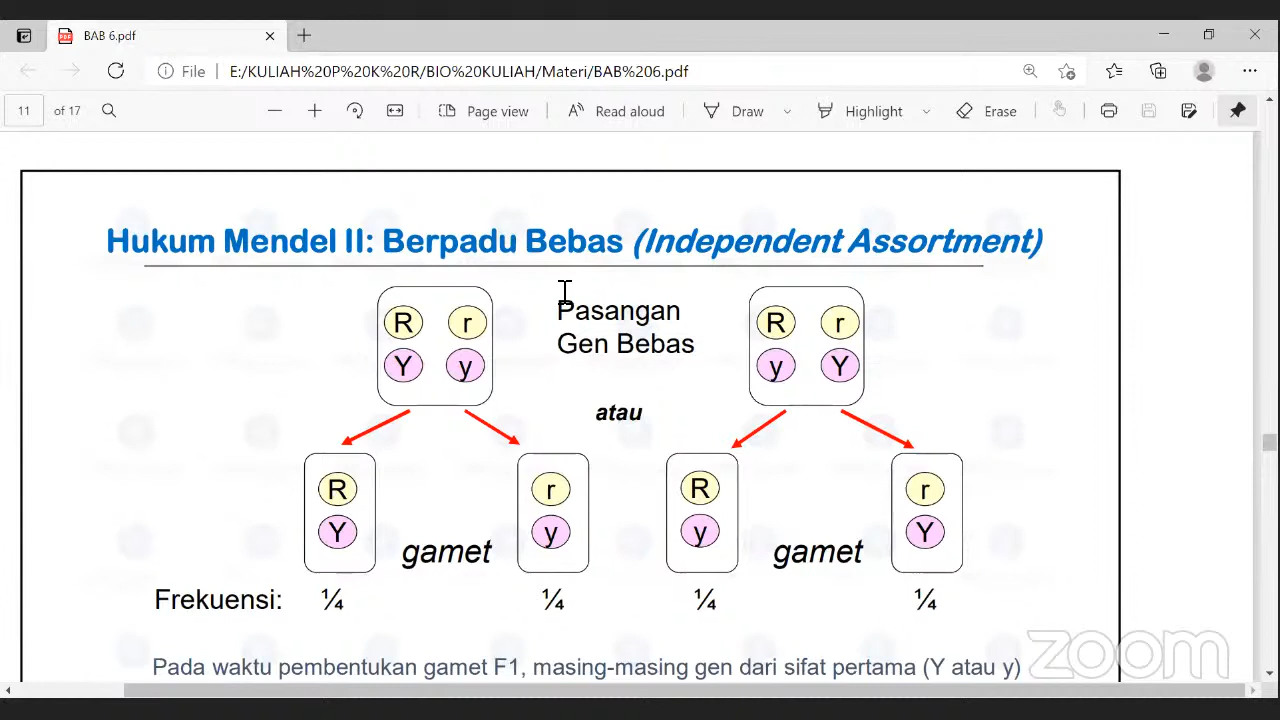 BAB 6.pdf
File E:/KULIAH%20P%20K%20R/BIO%20KULIAH/Materi/BAB%206.pdf
11 of 17 Page view Read aloud Draw Highlight Erase
Hukum Mendel II: Berpadu Bebas (Independent Assortment)
R r Pasangan R r
Y y Gen Bebas y Y
atau
R r R r
Y gamet y y gamet Y
Frekuensi: ¼ ¼ ¼ ¼
Pada waktu pembentukan gamet F1, masing-masing gen dari sifat pertama (Y atau y)
zoom